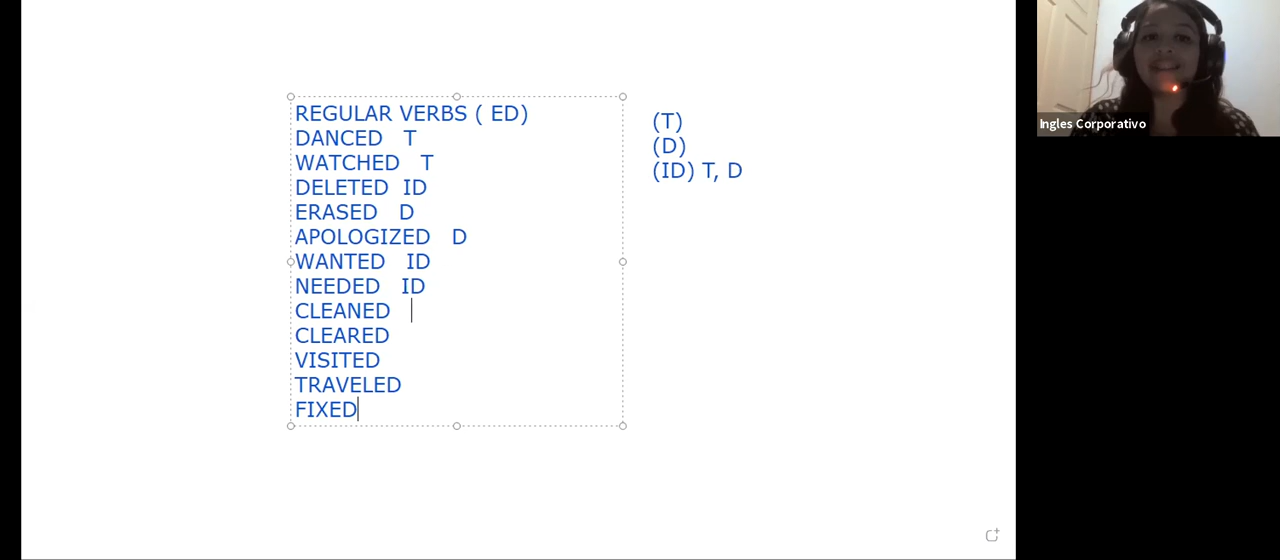 REGULAR VERBS ( ED)
DANCED T
WATCHED T
DELETED ID
ERASED D
APOLOGIZED D
WANTED ID
NEEDED ID
CLEANED
CLEARED
VISITED
TRAVELED
FIXED
(T)
(D)
(ID) T, D
Ingles Corporativo